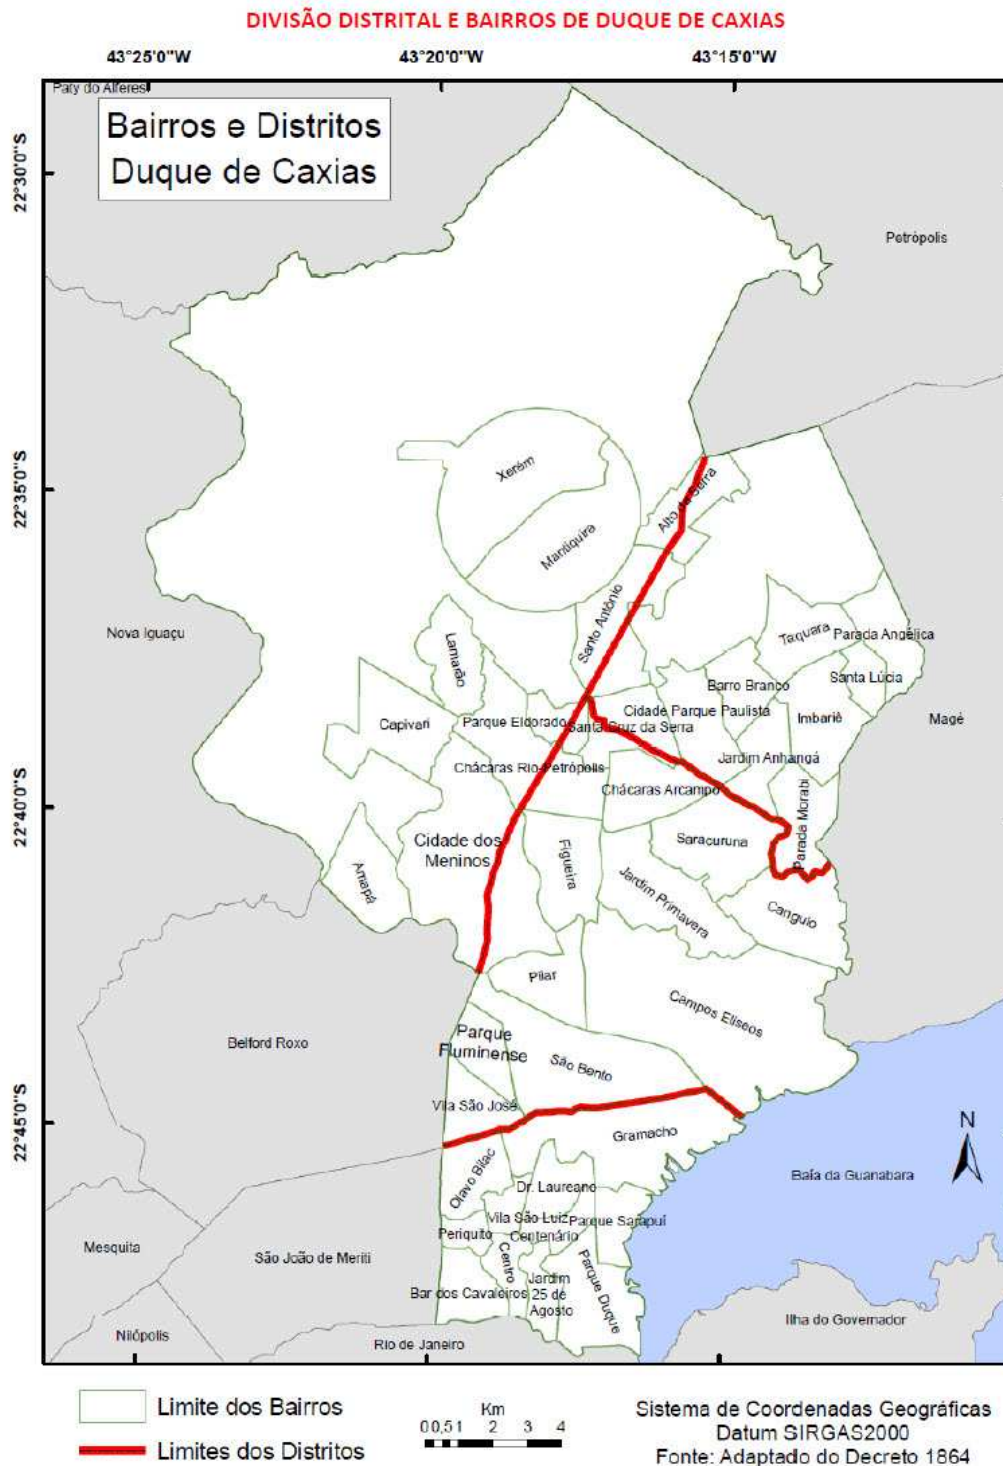 DIVISÃO DISTRITAL E BAIRROS DE DUQUE DE CAXIAS
43°25'0"W
43°20'0"W
43°15'0"W
Paty do Alferes
Bairros e Distritos
Duque de Caxias
22°30'0"S
Petrópolis
Xerém
22°35'0"S
Alto da Serra
Mantiquira
Santo Antônio
Nova Iguaçu
Taquara
Parada Angélica
Lamarão
Santa Lúcia
Barro Branco
Cidade Parque Paulista
Imbariê
Magé
Capivari
Parque Eldorado
Santa Cruz da Serra
Jardim Anhangá
Chácaras Rio-Petrópolis
Chácaras Arcampo
22°40'0"S
Parada Morabi
Cidade dos
Meninos
Saracuruna
Figueira
Amapá
Jardim Primavera
Canguio
Pilar
Campos Elíseos
Belford Roxo
Parque
Fluminense
São Bento
Vila São José
22°45'0"S
Gramacho
N
Olavo Bilac
Baía da Guanabara
Dr. Laureano
Vila São Luiz
Parque Sarapuí
Periquito
Centenário
Mesquita
São João de Meriti
Centro
Bar dos Cavaleiros
Jardim
25 de
Agosto
Parque Duque
Ilha do Governador
Nilópolis
Rio de Janeiro
Limite dos Bairros
Limites dos Distritos
Km
0 0,5 1 2 3 4
Sistema de Coordenadas Geográficas
Datum SIRGAS2000
Fonte: Adaptado do Decreto 1864